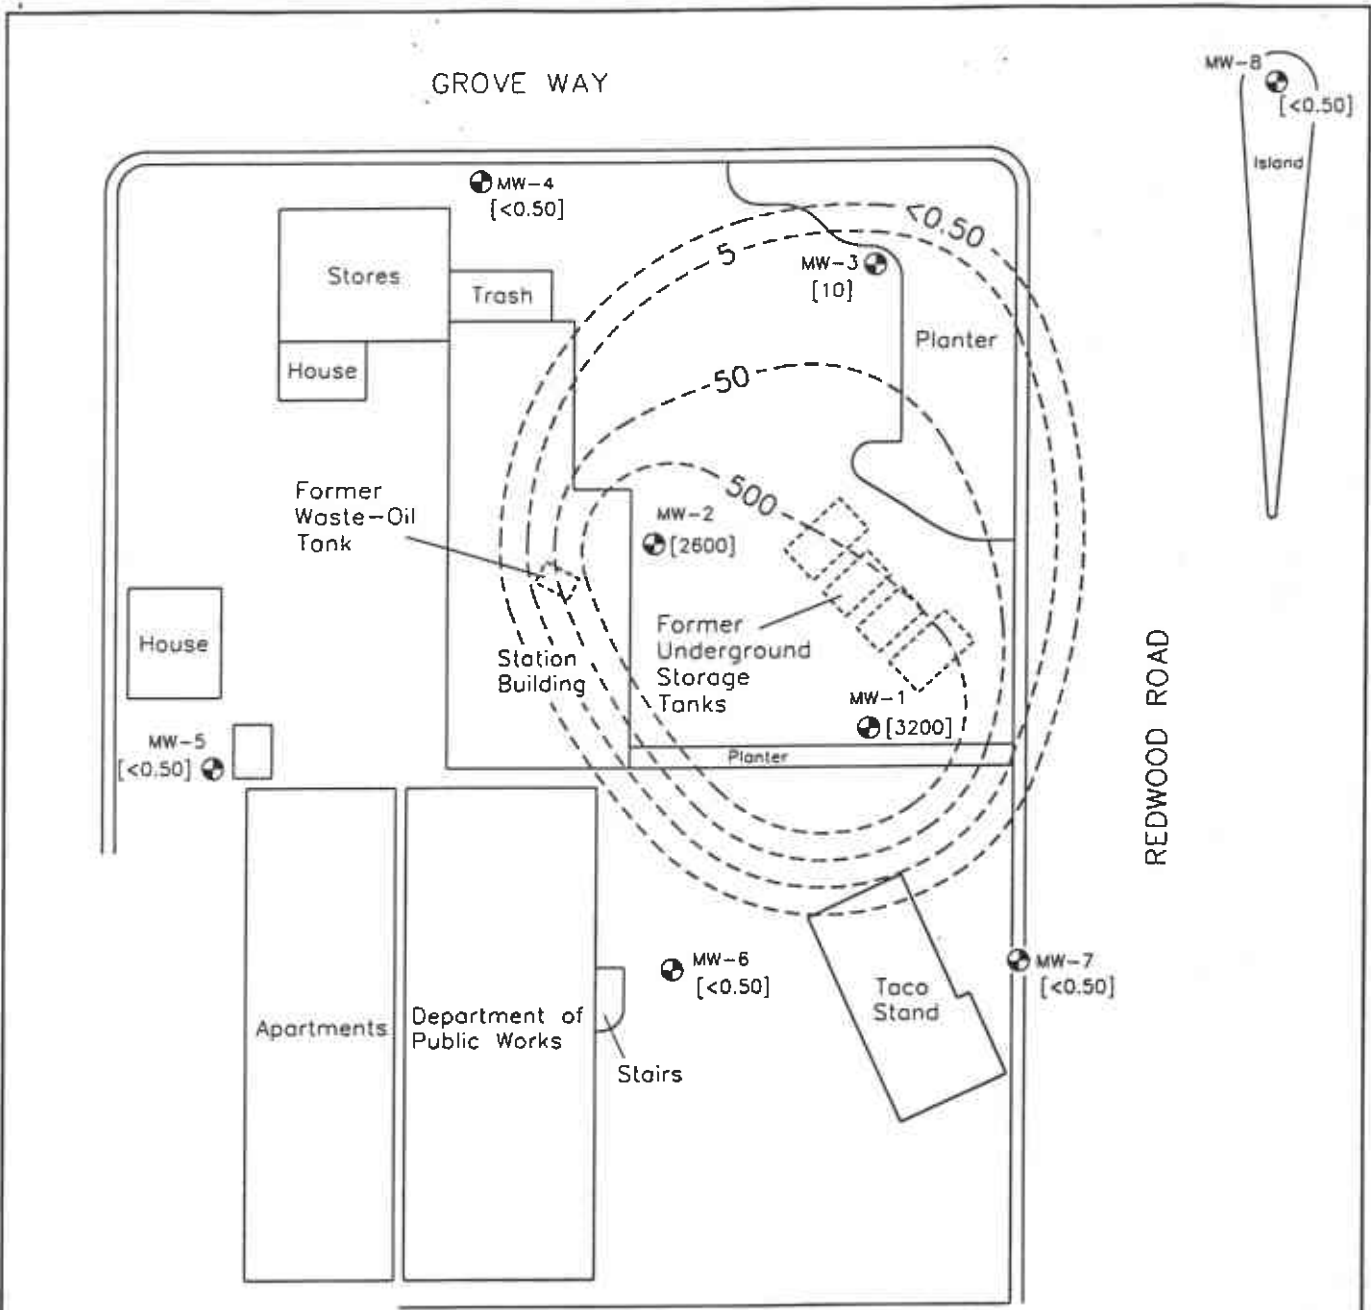 GROVE WAY
MW-8
[<0.50]
Island
MW-4
[<0.50]
<0.50
5
MW-3
[10]
Stores
Trash
Planter
House
50
500
Former
Waste-Oil
Tank
MW-2
[2600]
House
Former
Underground
Storage
Tanks
Station
Building
MW-1
[3200]
REDWOOD ROAD
MW-5
[<0.50]
Planter
MW-6
[<0.50]
MW-7
[<0.50]
Taco
Stand
Apartments
Department of
Public Works
Stairs